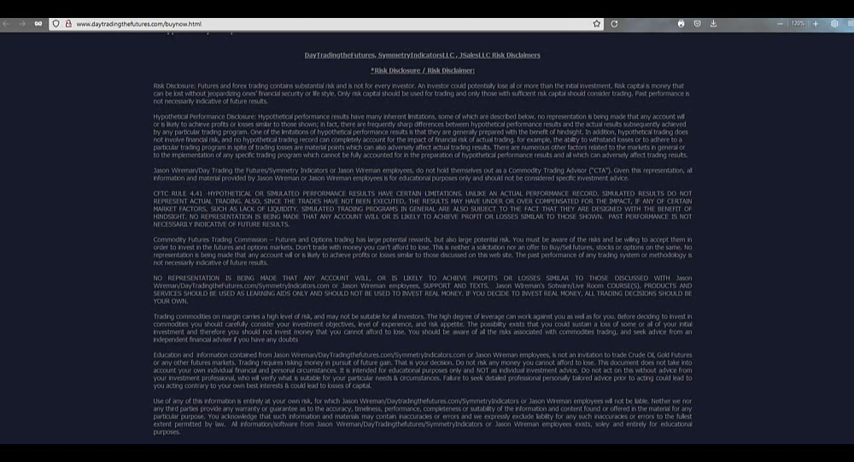 www.daytradingthefutures.com/buynow.html
120%
DayTradingtheFutures, SymmetryIndicatorsLLC , JSalesLLC Risk Disclaimers
*Risk Disclosure / Risk Disclaimer:
Risk Disclosure: Futures and forex trading contains substantial risk and is not for every investor. An investor could potentially lose all or more than the initial investment. Risk capital is money that
can be lost without jeopardizing ones' financial security or life style. Only risk capital should be used for trading and only those with sufficient risk capital should consider trading. Past performance is
not necessarily indicative of future results.
Hypothetical Performance Disclosure: Hypothetical performance results have many inherent limitations, some of which are described below. no representation is being made that any account will
or is likely to achieve profits or losses similar to those shown; in fact, there are frequently sharp differences between hypothetical performance results and the actual results subsequently achieved
by any particular trading program. One of the limitations of hypothetical performance results is that they are generally prepared with the benefit of hindsight. In addition, hypothetical trading does
not involve financial risk, and no hypothetical trading record can completely account for the impact of financial risk of actual trading. for example, the ability to withstand losses or to adhere to a
particular trading program in spite of trading losses are material points which can also adversely affect actual trading results. There are numerous other factors related to the markets in general or
to the implementation of any specific trading program which cannot be fully accounted for in the preparation of hypothetical performance results and all which can adversely affect trading results.
Jason Wireman/Day Trading the Futures/Symmetry Indicators or Jason Wireman employees, do not hold themselves out as a Commodity Trading Advisor ("CTA"). Given this representation, all
information and material provided by Jason Wireman or Jason Wireman employees is for educational purposes only and should not be considered specific investment advice.
CFTC RULE 4.41 -HYPOTHETICAL OR SIMULATED PERFORMANCE RESULTS HAVE CERTAIN LIMITATIONS. UNLIKE AN ACTUAL PERFORMANCE RECORD, SIMULATED RESULTS DO NOT
REPRESENT ACTUAL TRADING. ALSO, SINCE THE TRADES HAVE NOT BEEN EXECUTED, THE RESULTS MAY HAVE UNDER OR OVER COMPENSATED FOR THE IMPACT, IF ANY, OF CERTAIN
MARKET FACTORS, SUCH AS LACK OF LIQUIDITY. SIMULATED TRADING PROGRAMS IN GENERAL ARE ALSO SUBJECT TO THE FACT THAT THEY ARE DESIGNED WITH THE BENEFIT OF
HINDSIGHT. NO REPRESENTATION IS BEING MADE THAT ANY ACCOUNT WILL OR IS LIKELY TO ACHIEVE PROFIT OR LOSSES SIMILAR TO THOSE SHOWN. PAST PERFORMANCE IS NOT
NECESSARILY INDICATIVE OF FUTURE RESULTS.
Commodity Futures Trading Commission – Futures and Options trading has large potential rewards, but also large potential risk. You must be aware of the risks and be willing to accept them in
order to invest in the futures and options markets. Don't trade with money you can't afford to lose. This is neither a solicitation nor an offer to Buy/Sell futures, stocks or options on the same. No
representation is being made that any account will or is likely to achieve profits or losses similar to those discussed on this web site. The past performance of any trading system or methodology is
not necessarily indicative of future results.
NO REPRESENTATION IS BEING MADE THAT ANY ACCOUNT WILL, OR IS LIKELY TO ACHIEVE PROFITS OR LOSSES SIMILAR TO THOSE DISCUSSED WITH Jason
Wireman/DayTradingthefutures.com/SymmetryIndicators.com or Jason Wireman employees, SUPPORT AND TEXTS. Jason Wireman's Sotware/Live Room COURSE(S), PRODUCTS AND
SERVICES SHOULD BE USED AS LEARNING AIDS ONLY AND SHOULD NOT BE USED TO INVEST REAL MONEY. IF YOU DECIDE TO INVEST REAL MONEY, ALL TRADING DECISIONS SHOULD BE
YOUR OWN.
Trading commodities on margin carries a high level of risk, and may not be suitable for all investors. The high degree of leverage can work against you as well as for you. Before deciding to invest in
commodities you should carefully consider your investment objectives, level of experience, and risk appetite. The possibility exists that you could sustain a loss of some or all of your initial
investment and therefore you should not invest money that you cannot afford to lose. You should be aware of all the risks associated with commodities trading, and seek advice from an
independent financial adviser if you have any doubts
Education and information contained from Jason Wireman/DayTradingthefutures.com/SymmetryIndicators.com or Jason Wireman employees, is not an invitation to trade Crude Oil, Gold Futures
or any other futures markets. Trading requires risking money in pursuit of future gain. That is your decision. Do not risk any money you cannot afford to lose. This document does not take into
account your own individual financial and personal circumstances. It is intended for educational purposes only and NOT as individual investment advice. Do not act on this without advice from
your investment professional, who will verify what is suitable for your particular needs & circumstances. Failure to seek detailed professional personally tailored advice prior to acting could lead to
you acting contrary to your own best interests & could lead to losses of capital.
Use of any of this information is entirely at your own risk, for which Jason Wireman/Daytradingthefutures.com/SymmetryIndicators or Jason Wireman employees will not be liable. Neither we nor
any third parties provide any warranty or guarantee as to the accuracy, timeliness, performance, completeness or suitability of the information and content found or offered in the material for any
particular purpose. You acknowledge that such information and materials may contain inaccuracies or errors and we expressly exclude liability for any such inaccuracies or errors to the fullest
extent permitted by law. All information/software from Jason Wireman/DayTradingthefutures/SymmetryIndicators or Jason Wireman employees exists, soley and entirely for educational
purposes.